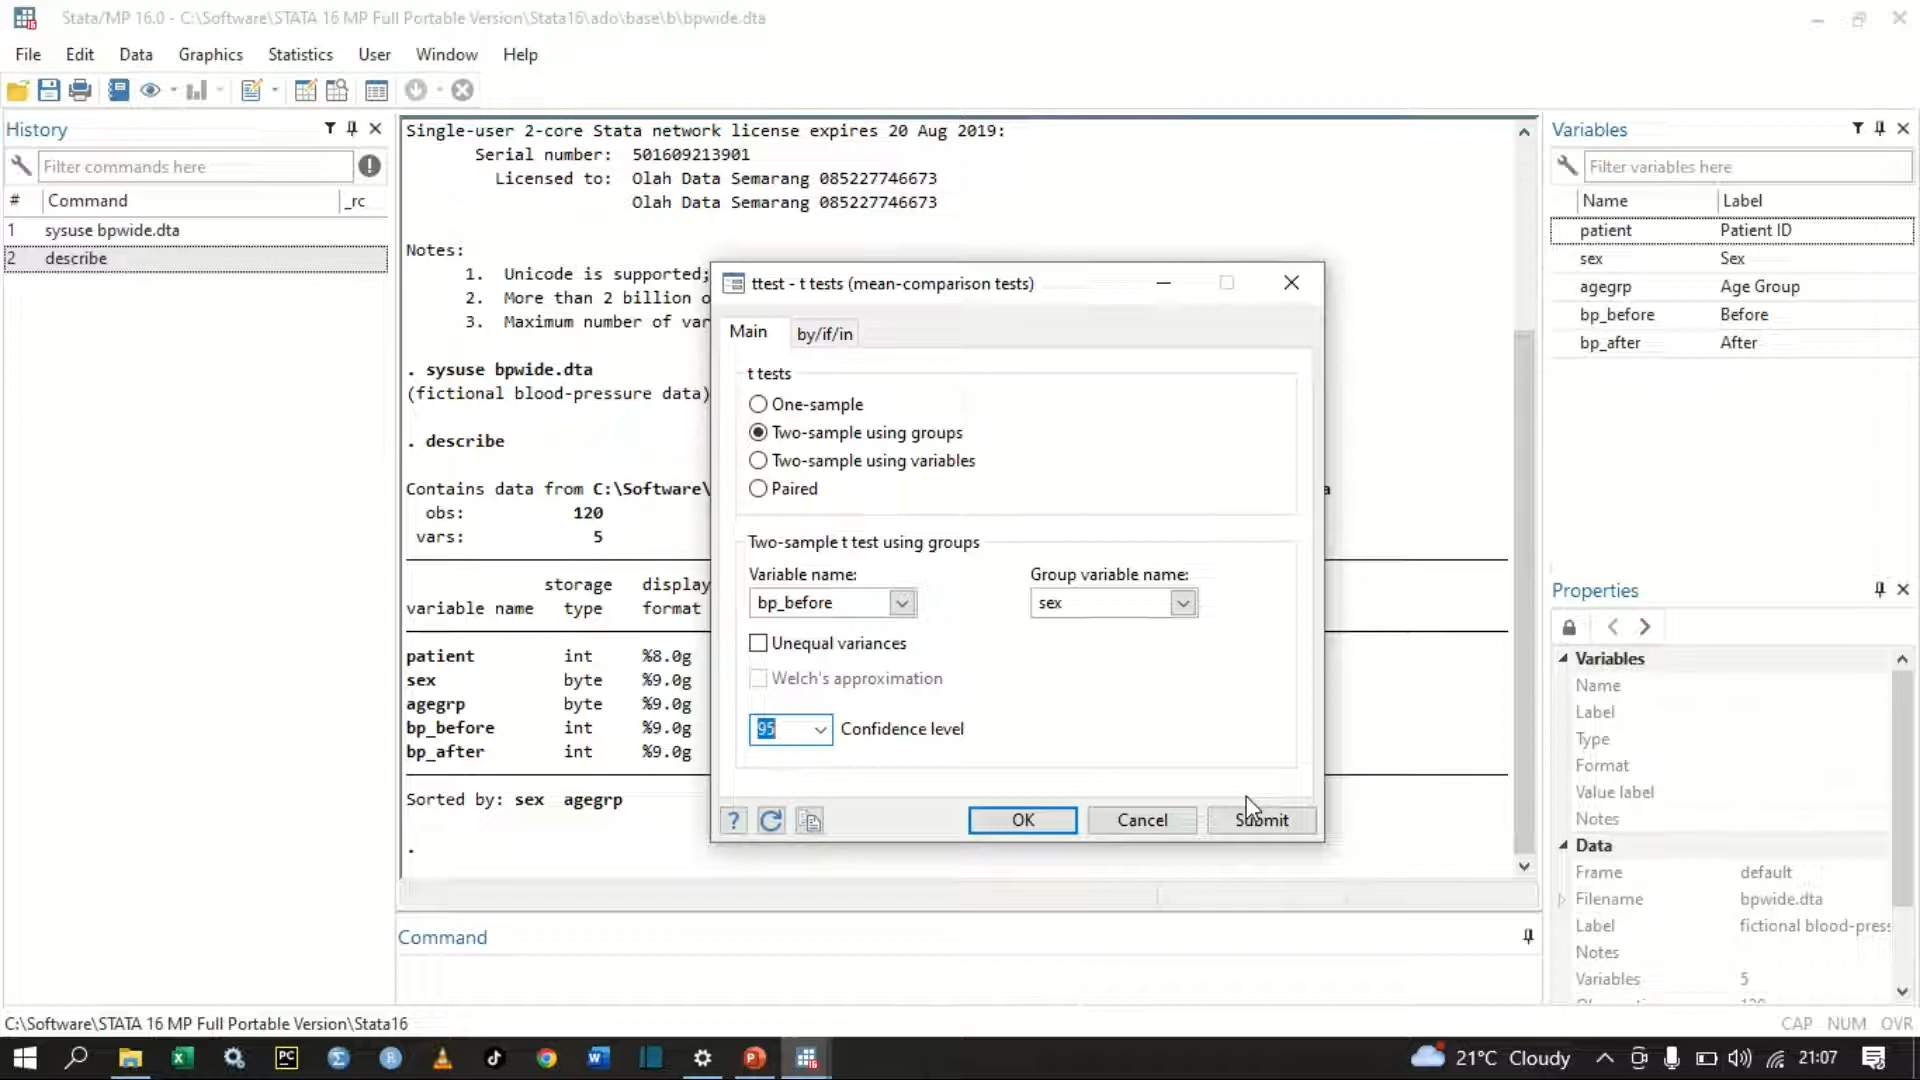 Stata/MP 16.0 - C:\Software\STATA 16 MP Full Portable Version\Stata16\ado\base\b\bpwide.dta
File Edit Data Graphics Statistics User Window Help
History
Filter commands here
# Command _rc
1 sysuse bpwide.dta
2 describe
Single-user 2-core Stata network license expires 20 Aug 2019:
Serial number: 501609213901
Licensed to: Olah Data Semarang 085227746673
Olah Data Semarang 085227746673
Notes:
1. Unicode is supported;
2. More than 2 billion o
3. Maximum number of var
. sysuse bpwide.dta
(fictional blood-pressure data)
. describe
Contains data from C:\Software\
a
obs: 120
vars: 5
storage display
variable name type format
patient int %8.0g
sex byte %9.0g
agegrp byte %9.0g
bp_before int %9.0g
bp_after int %9.0g
Sorted by: sex agegrp
.
ttest - t tests (mean-comparison tests)
Main by/if/in
t tests
One-sample
Two-sample using groups
Two-sample using variables
Paired
Two-sample t test using groups
Variable name: Group variable name:
bp_before sex
Unequal variances
Welch's approximation
95 Confidence level
? OK Cancel Submit
Command
Variables
Filter variables here
Name Label
patient Patient ID
sex Sex
agegrp Age Group
bp_before Before
bp_after After
Properties
Variables
Name
Label
Type
Format
Value label
Notes
Data
Frame default
Filename bpwide.dta
Label fictional blood-pres
Notes
Variables 5
C:\Software\STATA 16 MP Full Portable Version\Stata16
CAP NUM OVR
21°C Cloudy 21:07